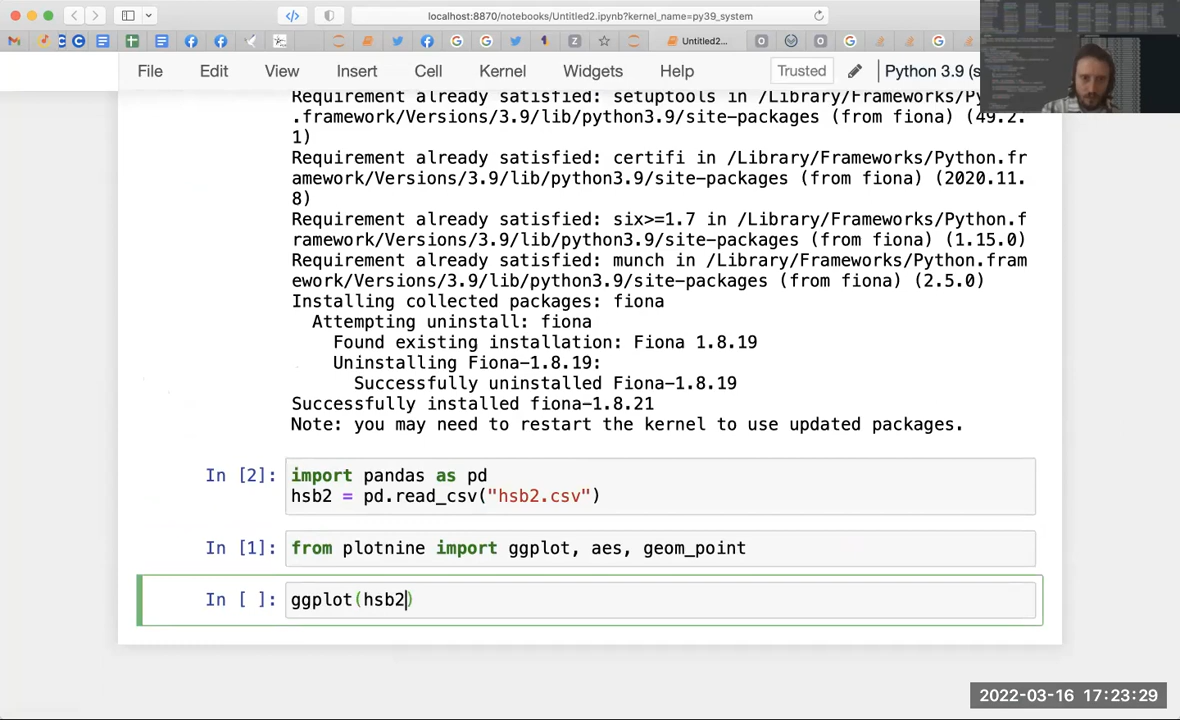 localhost:8870/notebooks/Untitled2.ipynb?kernel_name=py39_system
Untitled2...
File Edit View Insert Cell Kernel Widgets Help Trusted Python 3.9 (s
Requirement already satisfied: setuptools in /Library/Frameworks/Py
.framework/Versions/3.9/lib/python3.9/site-packages (from fiona) (49.2.
1)
Requirement already satisfied: certifi in /Library/Frameworks/Python.fr
amework/Versions/3.9/lib/python3.9/site-packages (from fiona) (2020.11.
8)
Requirement already satisfied: six>=1.7 in /Library/Frameworks/Python.f
ramework/Versions/3.9/lib/python3.9/site-packages (from fiona) (1.15.0)
Requirement already satisfied: munch in /Library/Frameworks/Python.fram
ework/Versions/3.9/lib/python3.9/site-packages (from fiona) (2.5.0)
Installing collected packages: fiona
Attempting uninstall: fiona
Found existing installation: Fiona 1.8.19
Uninstalling Fiona-1.8.19:
Successfully uninstalled Fiona-1.8.19
Successfully installed fiona-1.8.21
Note: you may need to restart the kernel to use updated packages.
In [2]: import pandas as pd
hsb2 = pd.read_csv("hsb2.csv")
In [1]: from plotnine import ggplot, aes, geom_point
In [ ]: ggplot(hsb2)
2022-03-16 17:23:29